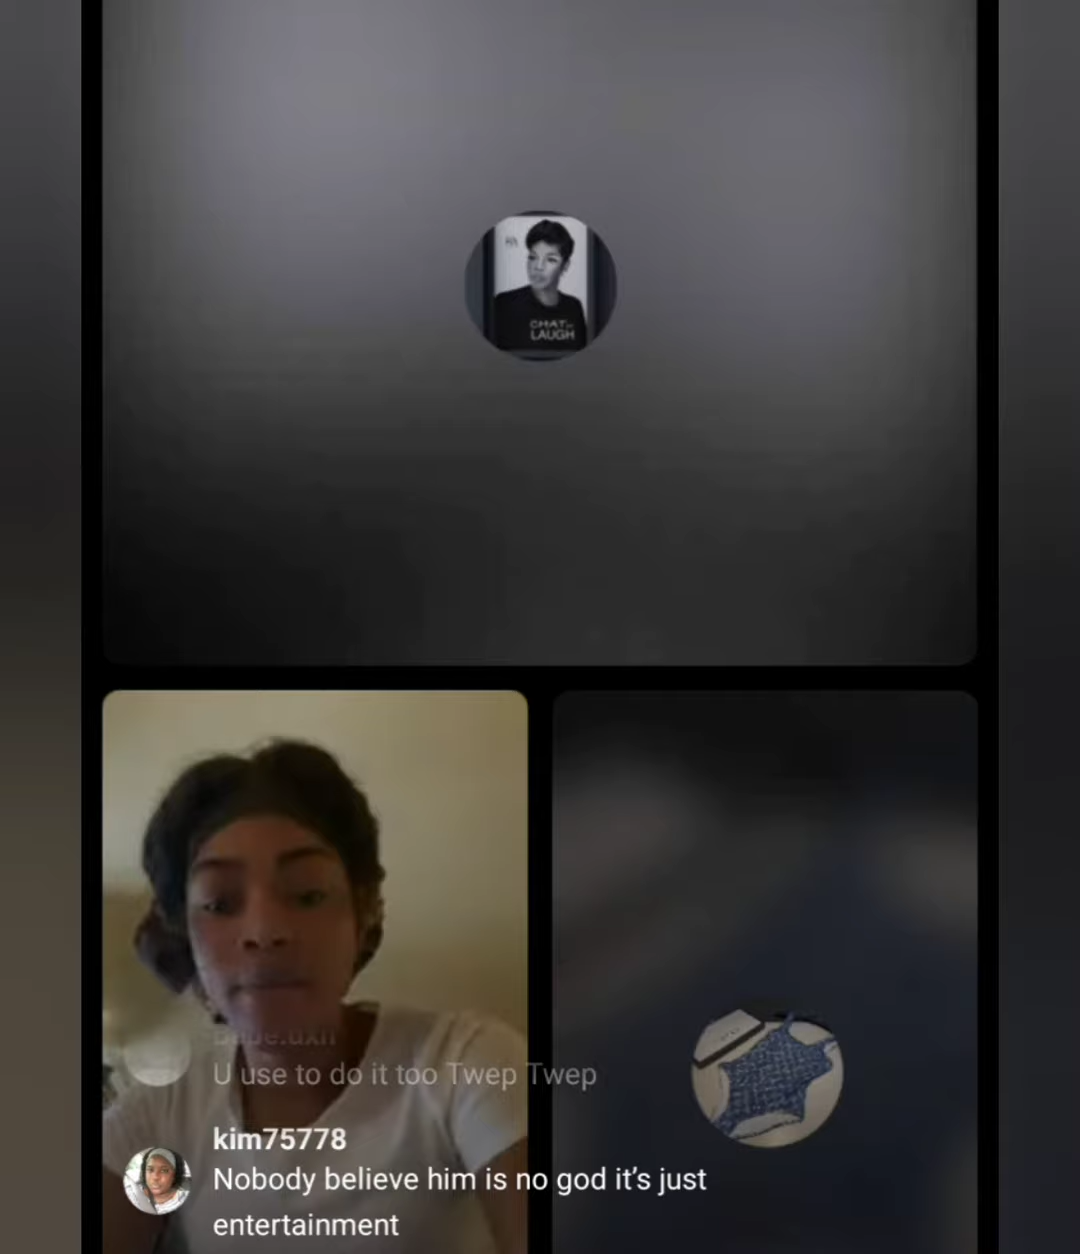 CHAT..
LAUGH
U use to do it too Twep Twep
kim75778
Nobody believe him is no god it's just
entertainment